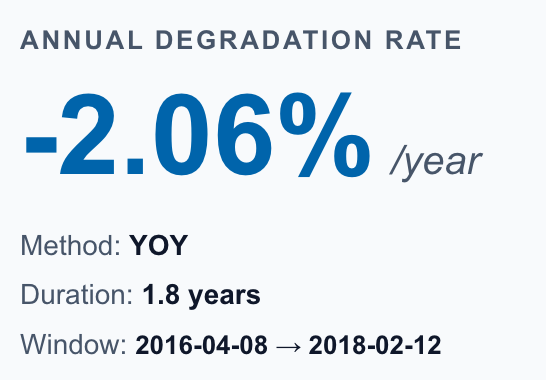 ANNUAL DEGRADATION RATE
-2.06% /year
Method: YOY
Duration: 1.8 years
Window: 2016-04-08 → 2018-02-12